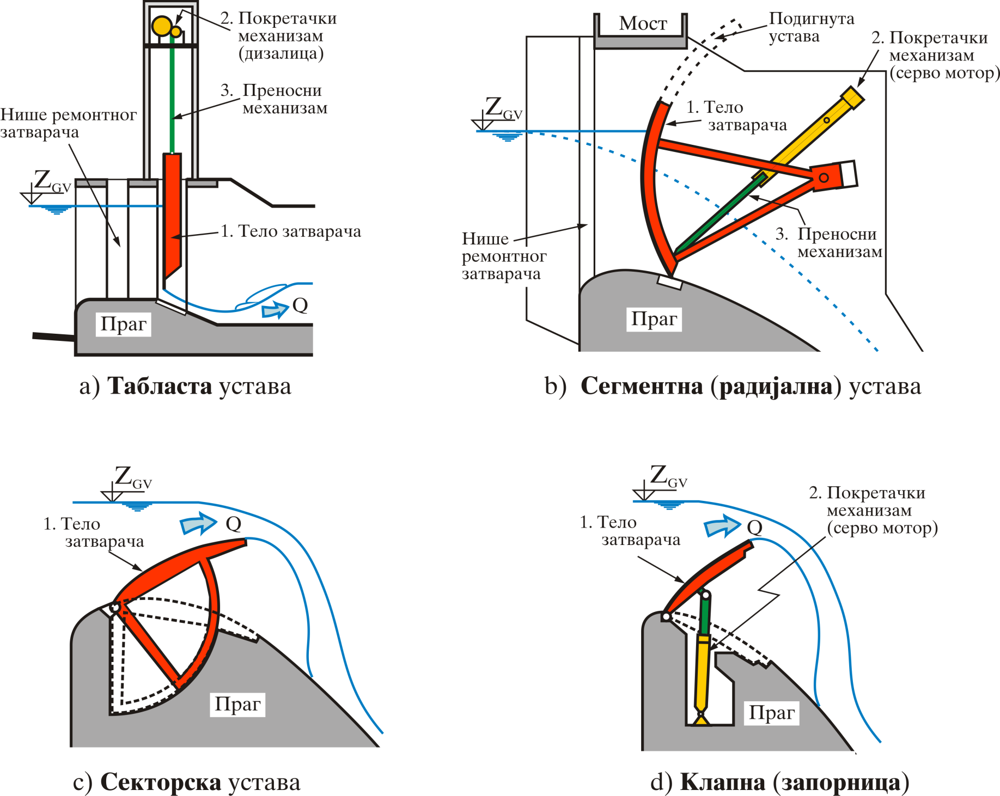 2. Покретачки
механизам
(дизалица)
3. Преносни
механизам
Нише ремонтног
затварача
Z_GV
1. Тело затварача
Q
Праг
a) Табласта устава
Мост
Подигнута
устава
2. Покретачки
механизам
(серво мотор)
Z_GV
1. Тело
затварача
3. Преносни
механизам
Нише
ремонтног
затварача
Праг
b) Сегментна (радијална) устава
Z_GV
Q
1. Тело
затварача
Праг
c) Секторска устава
Z_GV
Q
2. Покретачки
механизам
(серво мотор)
1. Тело
затварача
Праг
d) Клапна (запорница)